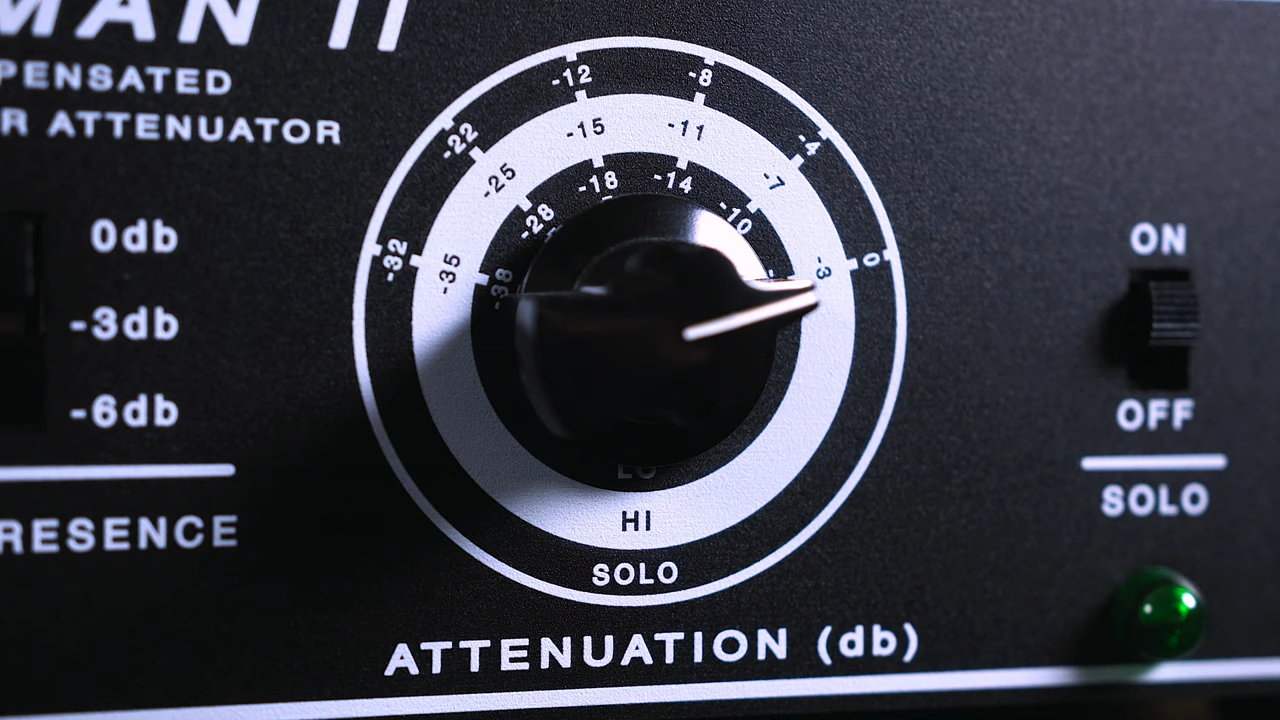 MAN II
PENSATED
R ATTENUATOR
0db
-3db
-6db
RESENCE
-32 -22 -12 -8 -4 0
-35 -25 -15 -11 -7 -3
-38 -28 -18 -14 -10
LO
HI
SOLO
ATTENUATION (db)
ON
OFF
SOLO